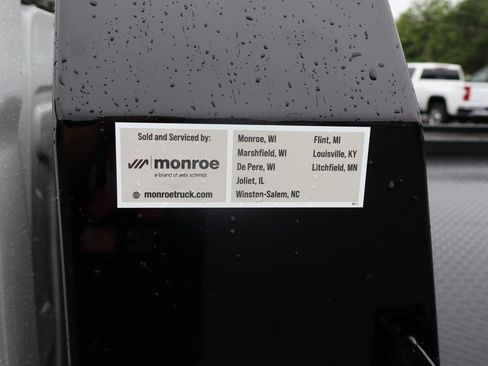 Sold and Serviced by:
monroe
a brand of aebi schmidt
monroetruck.com
Monroe, WI
Marshfield, WI
De Pere, WI
Joliet, IL
Winston-Salem, NC
Flint, MI
Louisville, KY
Litchfield, MN